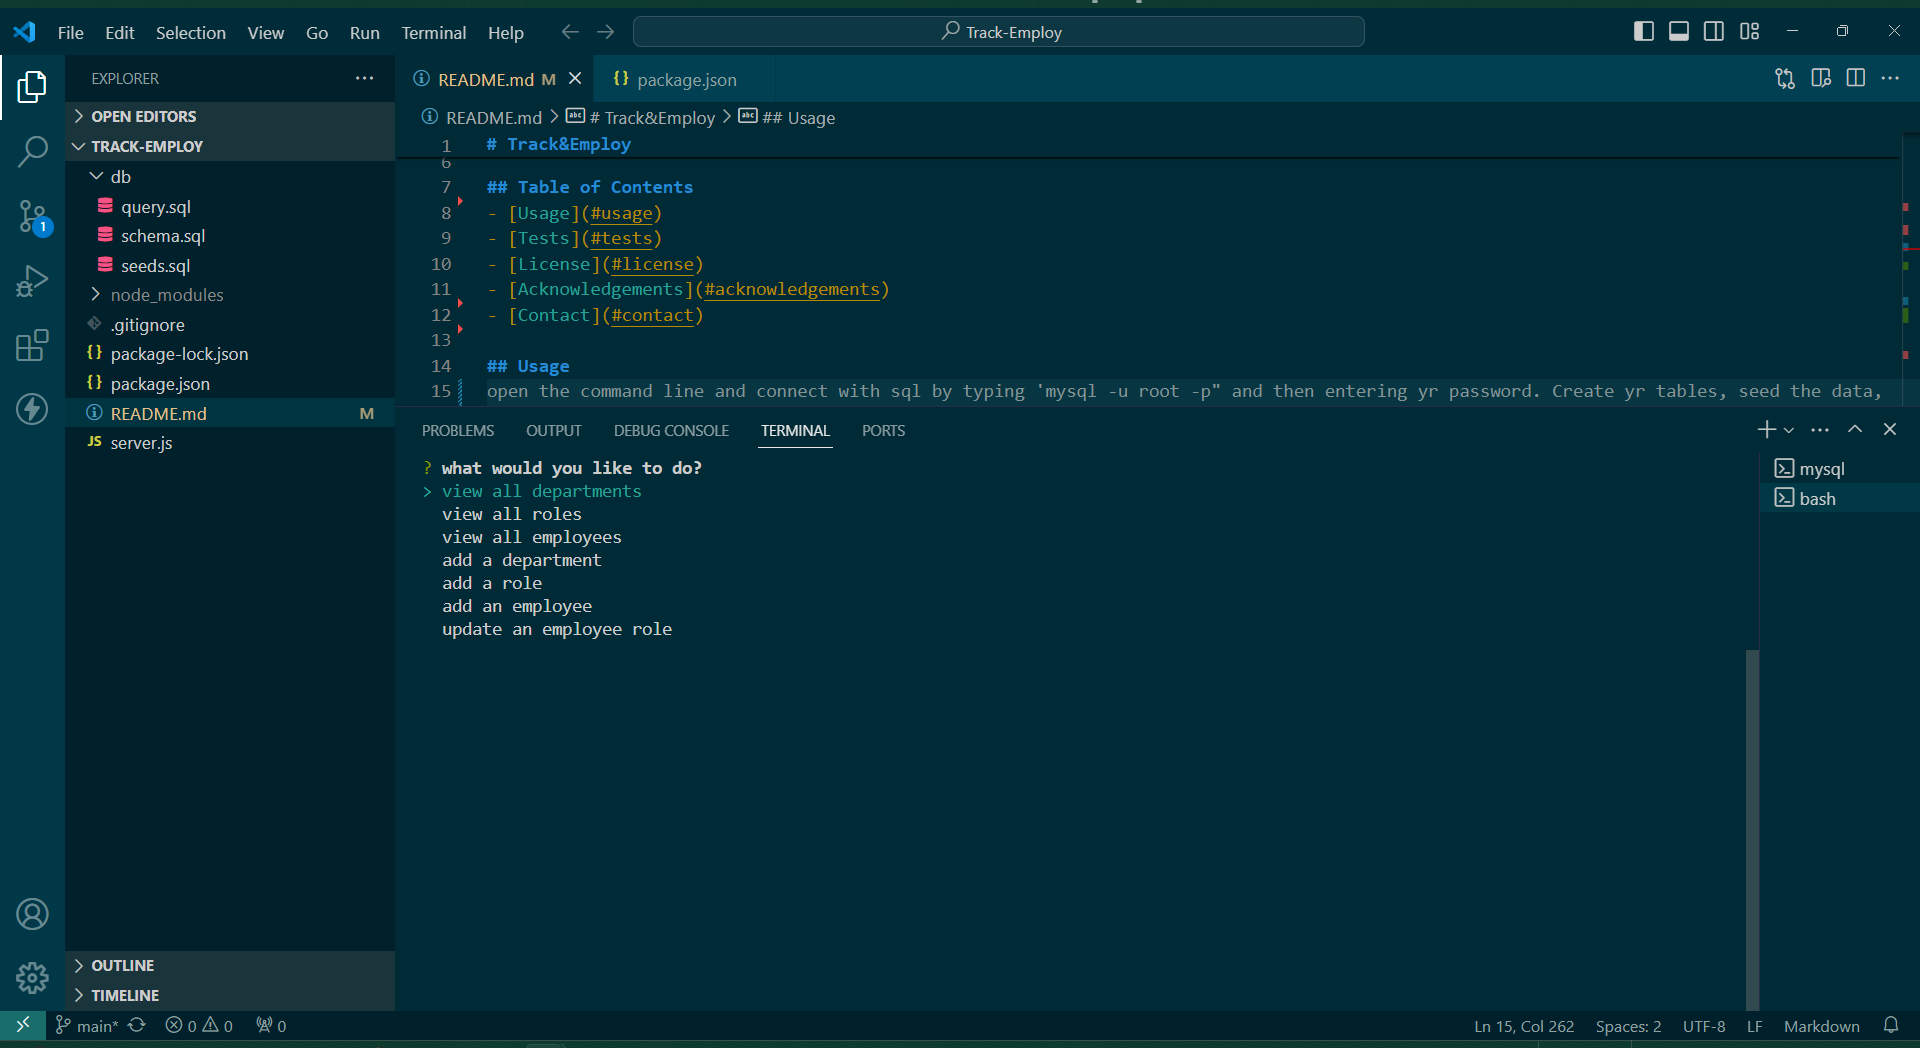 File Edit Selection View Go Run Terminal Help
Track-Employ
EXPLORER
OPEN EDITORS
TRACK-EMPLOY
db
query.sql
schema.sql
seeds.sql
node_modules
.gitignore
package-lock.json
package.json
README.md M
server.js
OUTLINE
TIMELINE
README.md M
package.json
README.md > # Track&Employ > ## Usage
1 # Track&Employ
6
7 ## Table of Contents
8 - [Usage](#usage)
9 - [Tests](#tests)
10 - [License](#license)
11 - [Acknowledgements](#acknowledgements)
12 - [Contact](#contact)
13
14 ## Usage
15 open the command line and connect with sql by typing 'mysql -u root -p" and then entering yr password. Create yr tables, seed the data,
PROBLEMS OUTPUT DEBUG CONSOLE TERMINAL PORTS
? what would you like to do?
> view all departments
view all roles
view all employees
add a department
add a role
add an employee
update an employee role
mysql
bash
1
main* 0 0 0
Ln 15, Col 262 Spaces: 2 UTF-8 LF Markdown